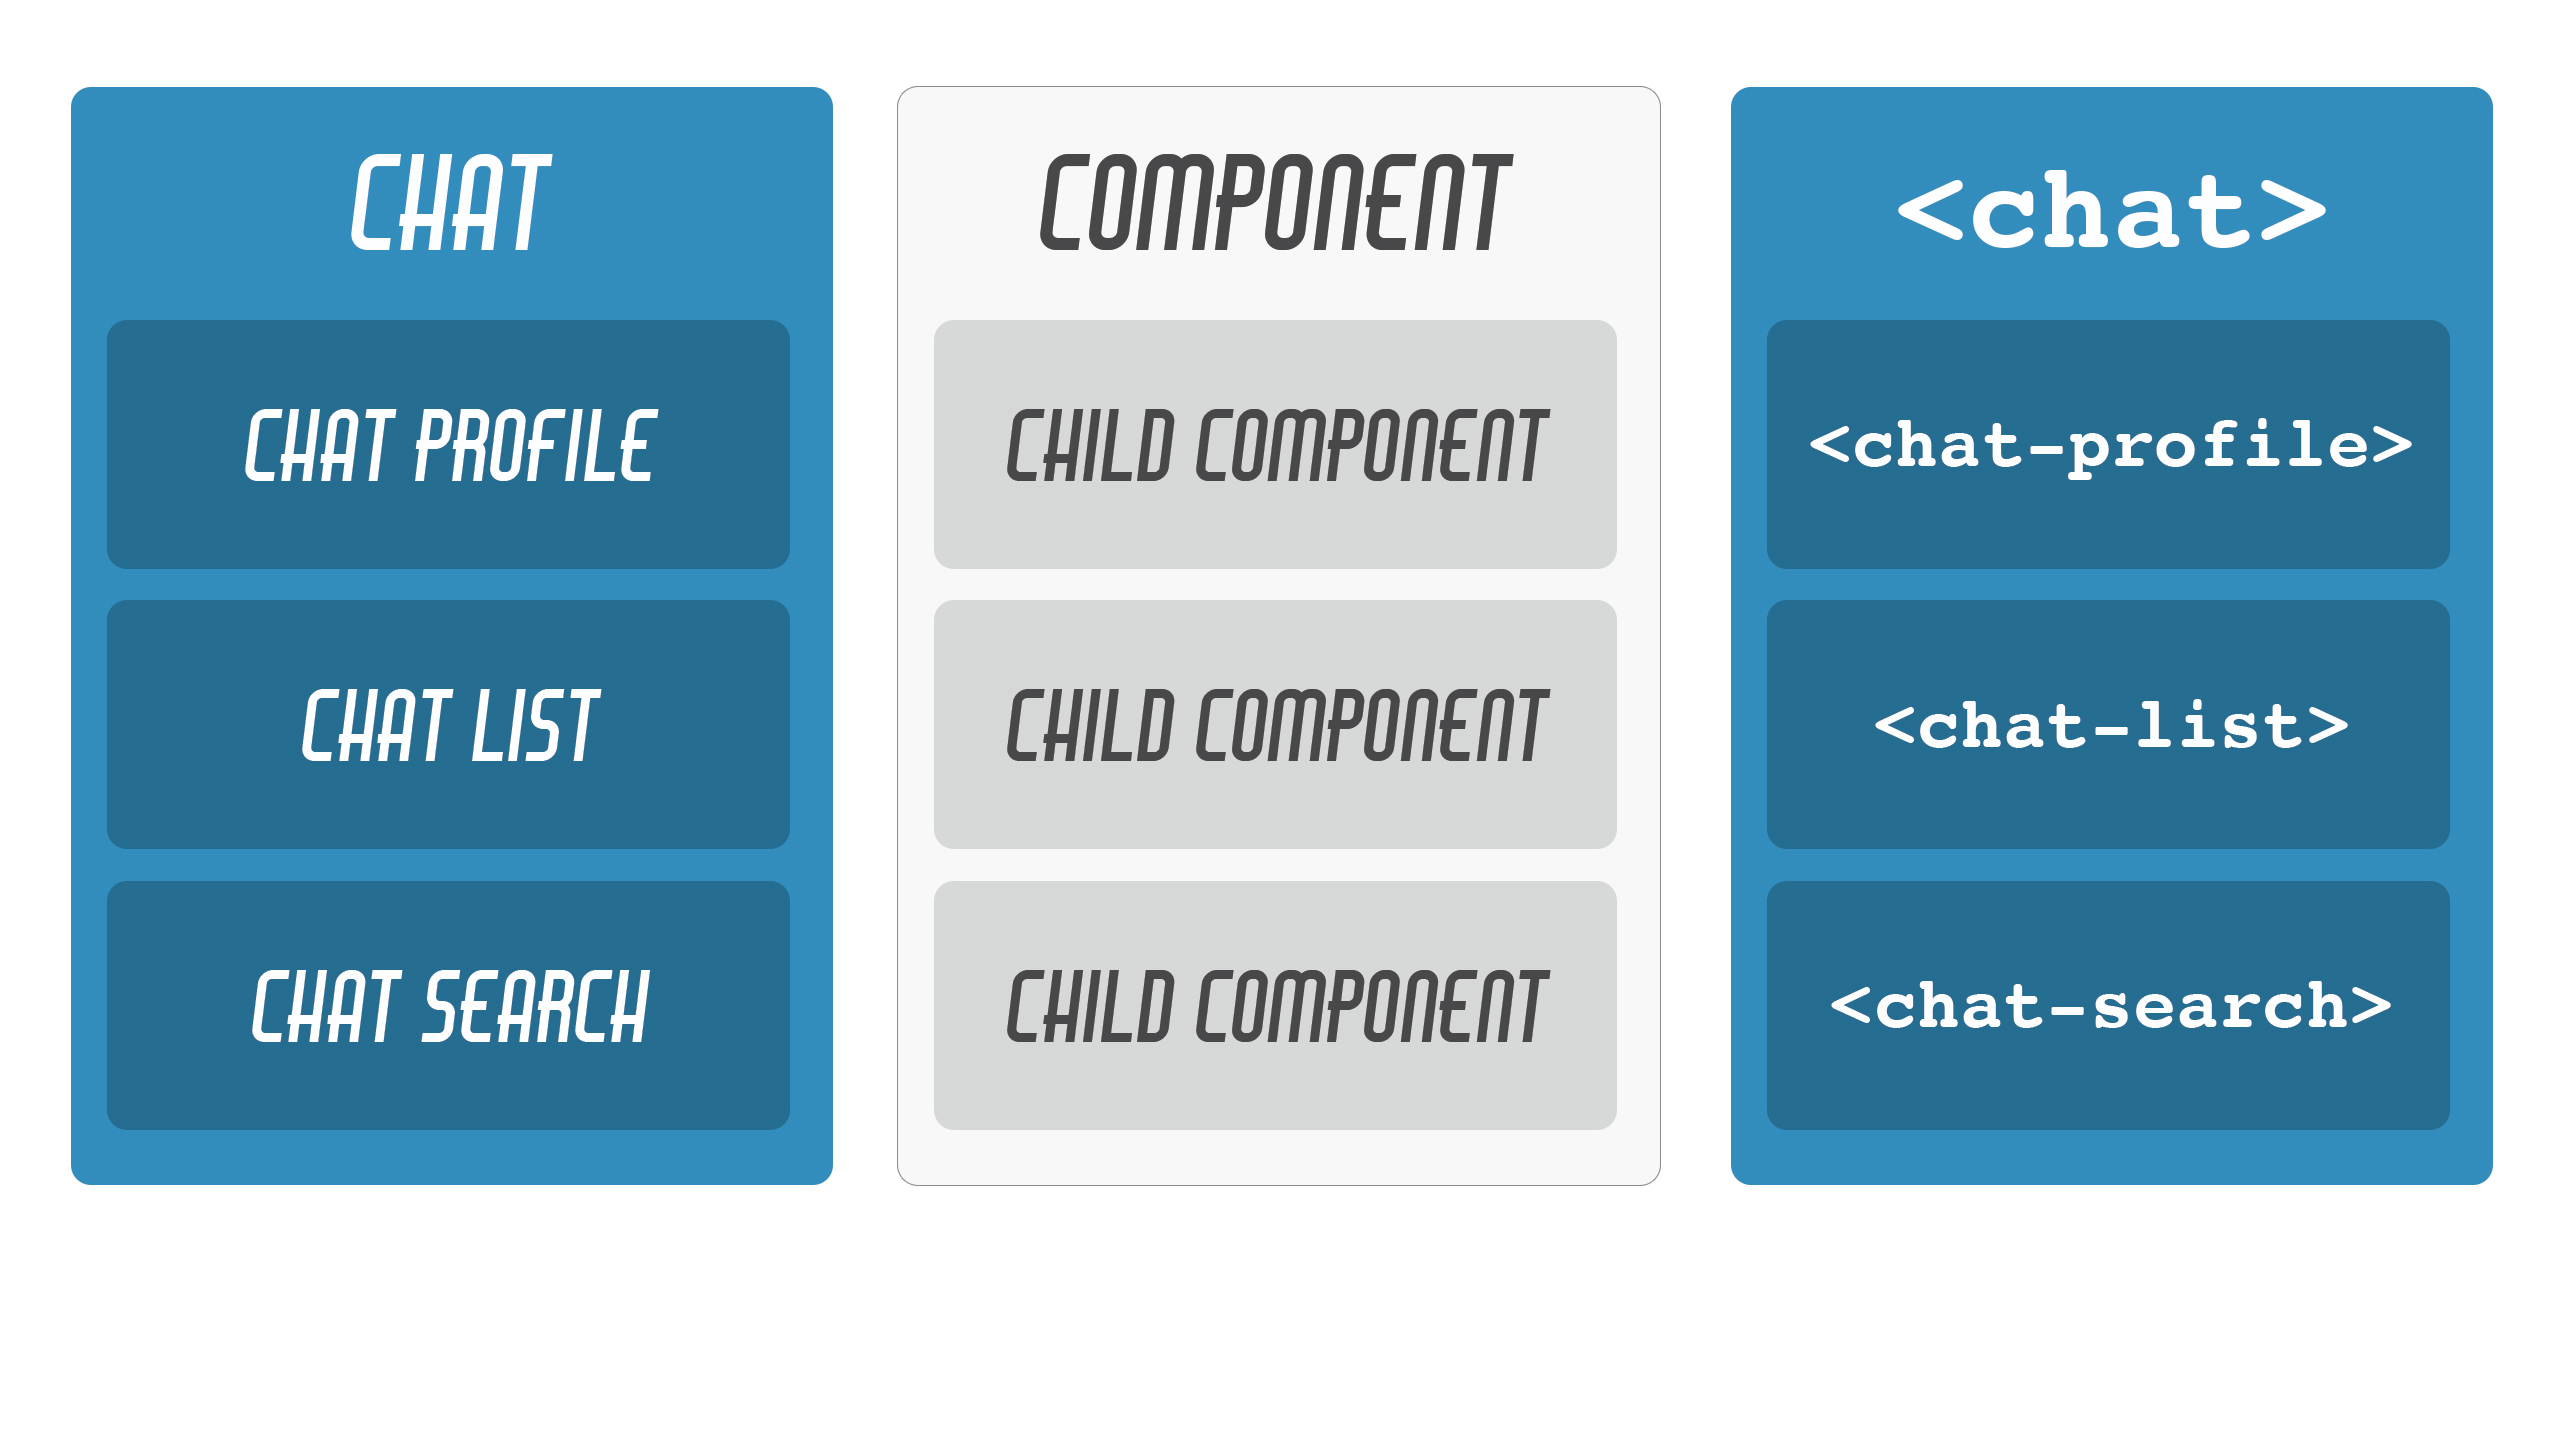 CHAT
CHAT PROFILE
CHAT LIST
CHAT SEARCH
COMPONENT
CHILD COMPONENT
CHILD COMPONENT
CHILD COMPONENT
<chat>
<chat-profile>
<chat-list>
<chat-search>